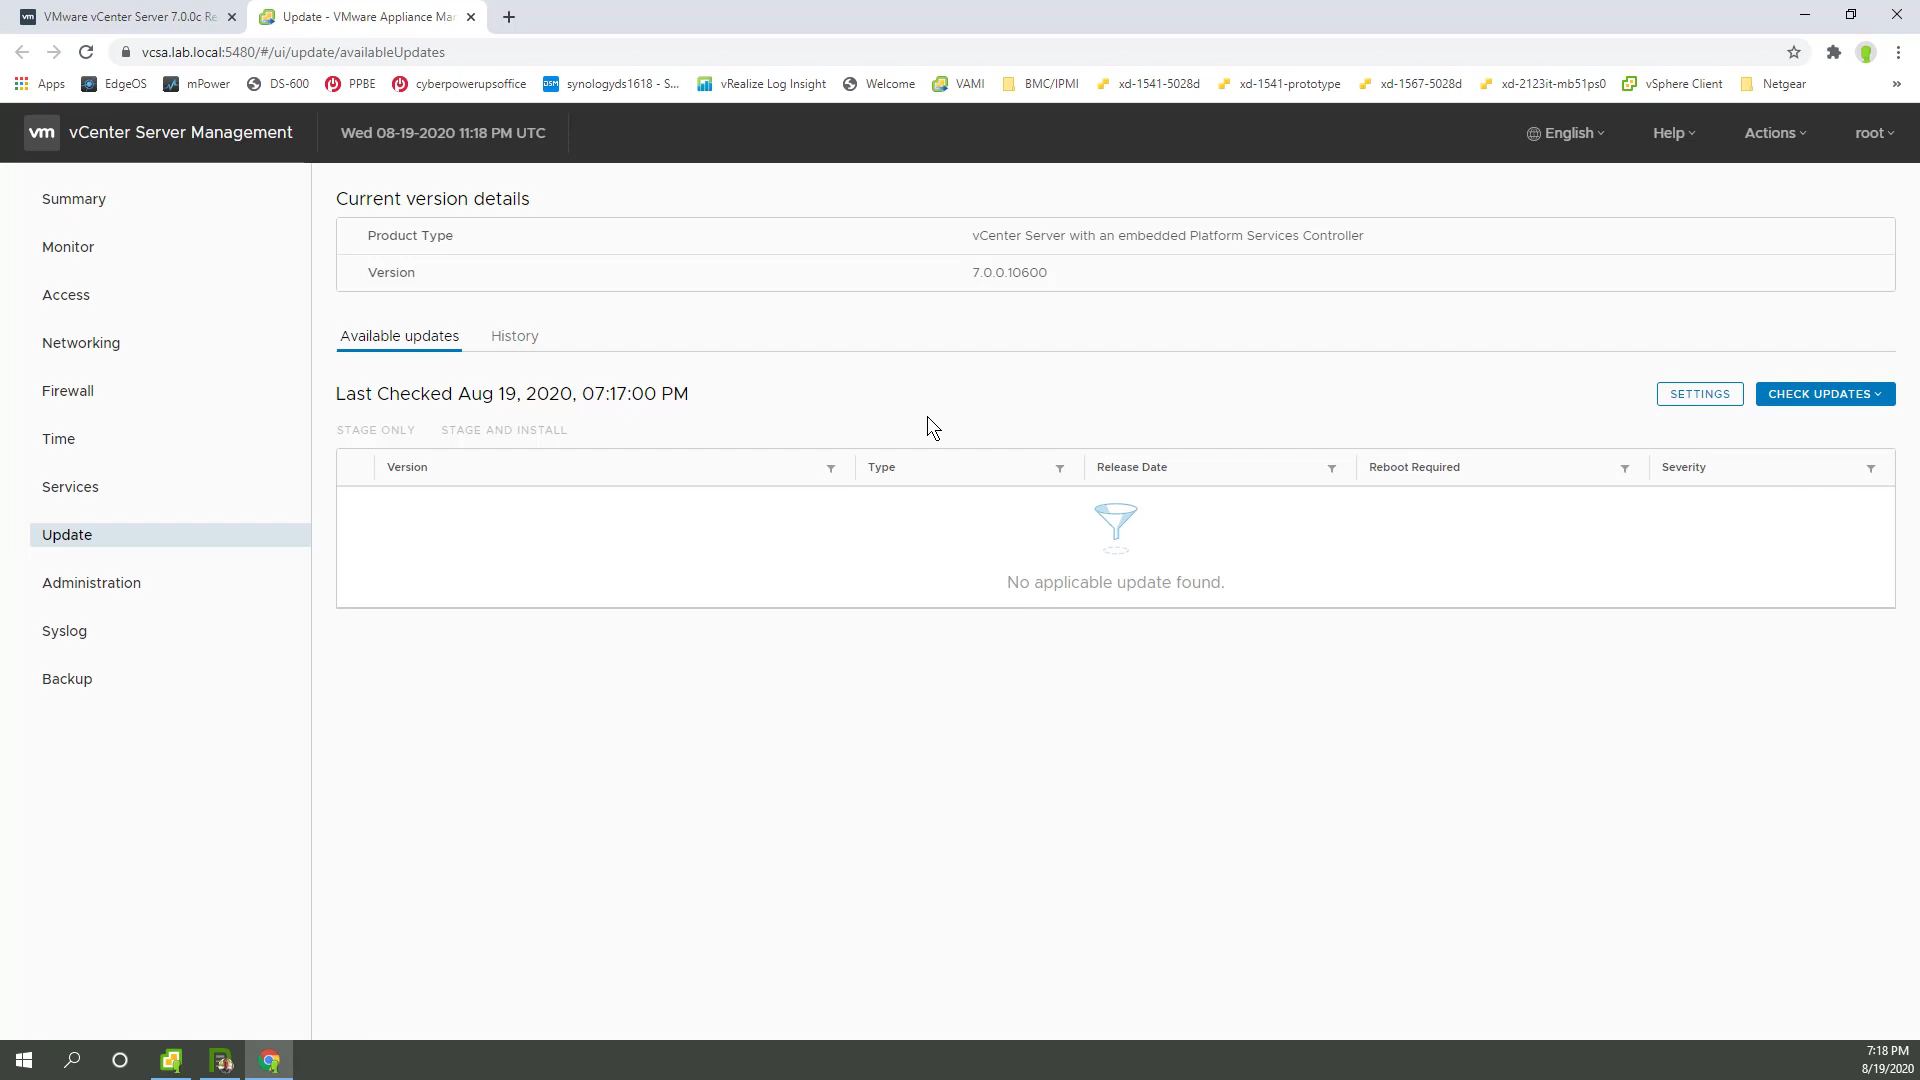 VMware vCenter Server 7.0.0c Re
Update - VMware Appliance Mar
vcsa.lab.local:5480/#/ui/update/availableUpdates
Apps EdgeOS mPower DS-600 PPBE cyberpowerupsoffice DSM synologyds1618 - S... vRealize Log Insight Welcome VAMI BMC/IPMI xd-1541-5028d xd-1541-prototype xd-1567-5028d xd-2123it-mb51ps0 vSphere Client Netgear »
vm vCenter Server Management Wed 08-19-2020 11:18 PM UTC English Help Actions root
Summary
Monitor
Access
Networking
Firewall
Time
Services
Update
Administration
Syslog
Backup
Current version details
Product Type vCenter Server with an embedded Platform Services Controller
Version 7.0.0.10600
Available updates History
Last Checked Aug 19, 2020, 07:17:00 PM SETTINGS CHECK UPDATES
STAGE ONLY STAGE AND INSTALL
Version Type Release Date Reboot Required Severity
No applicable update found.
7:18 PM
8/19/2020